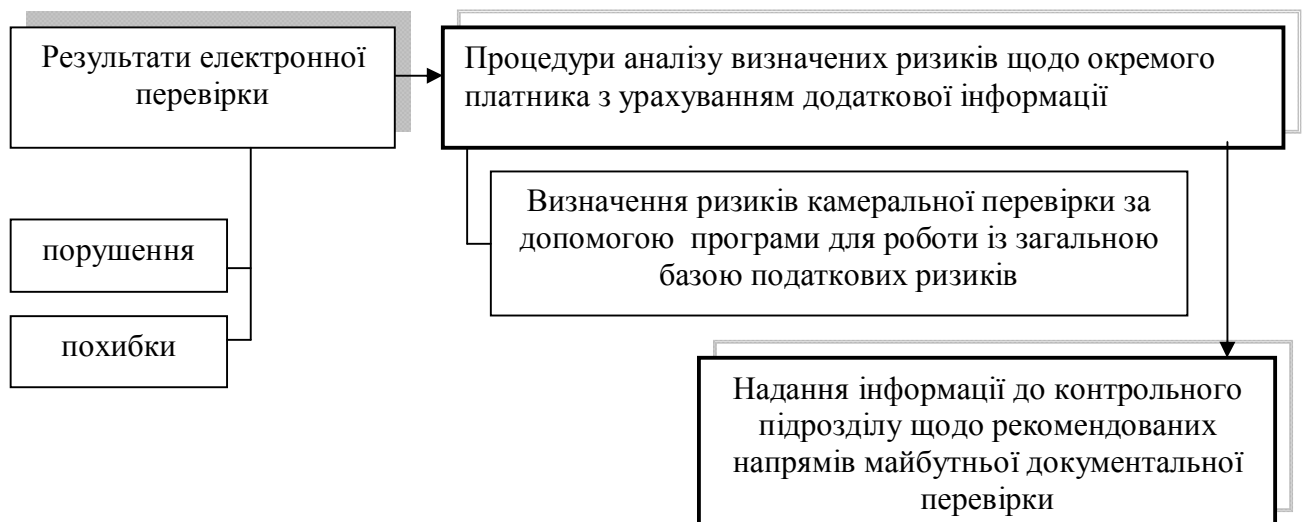 Результати електронної
перевірки
Процедури аналізу визначених ризиків щодо окремого
платника з урахуванням додаткової інформації
Визначення ризиків камеральної перевірки за
допомогою програми для роботи із загальною
базою податкових ризиків
порушення
похибки
Надання інформації до контрольного
підрозділу щодо рекомендованих
напрямів майбутньої документальної
перевірки